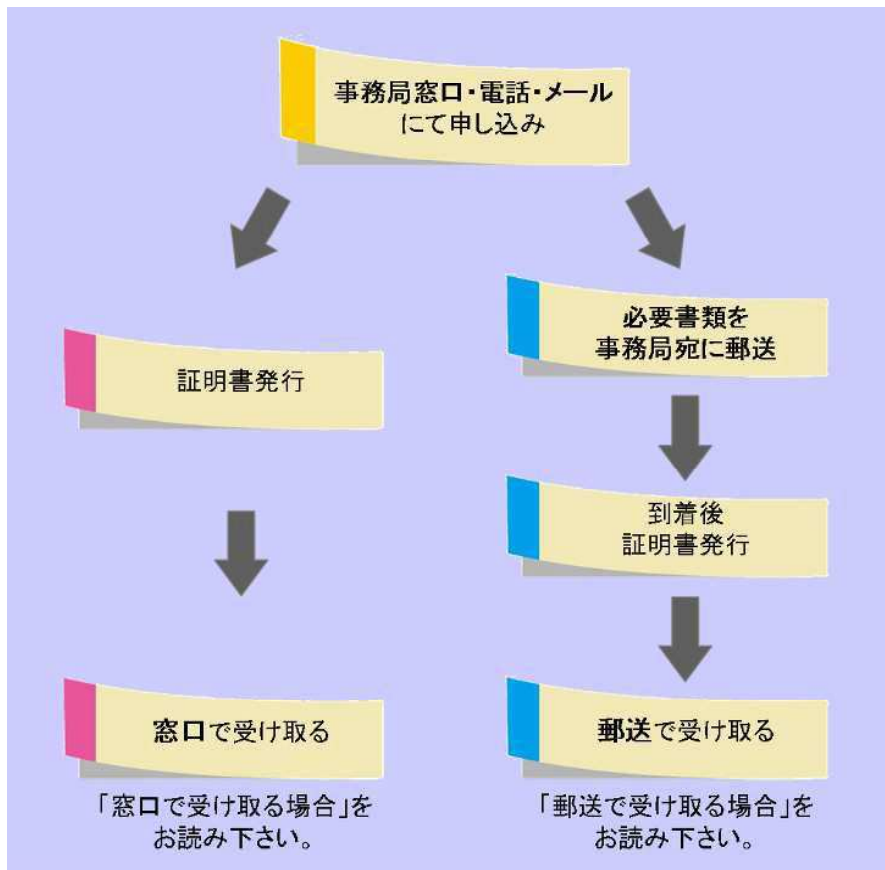 事務局窓口・電話・メール
にて申し込み
証明書発行
窓口で受け取る
「窓口で受け取る場合」を
お読み下さい。
必要書類を
事務局宛に郵送
到着後
証明書発行
郵送で受け取る
「郵送で受け取る場合」を
お読み下さい。